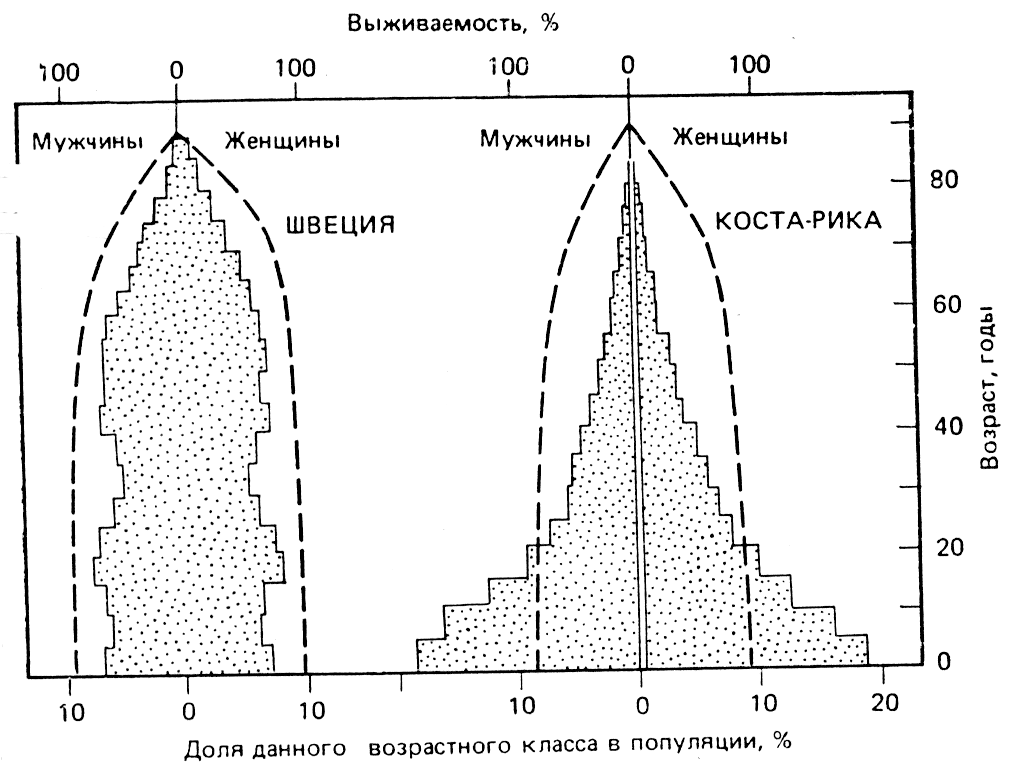 Выживаемость, %
100 0 100 100 0 100
Мужчины Женщины Мужчины Женщины
80
ШВЕЦИЯ КОСТА-РИКА
60
Возраст, годы
40
20
0
10 0 10 10 0 10 20
Доля данного возрастного класса в популяции, %